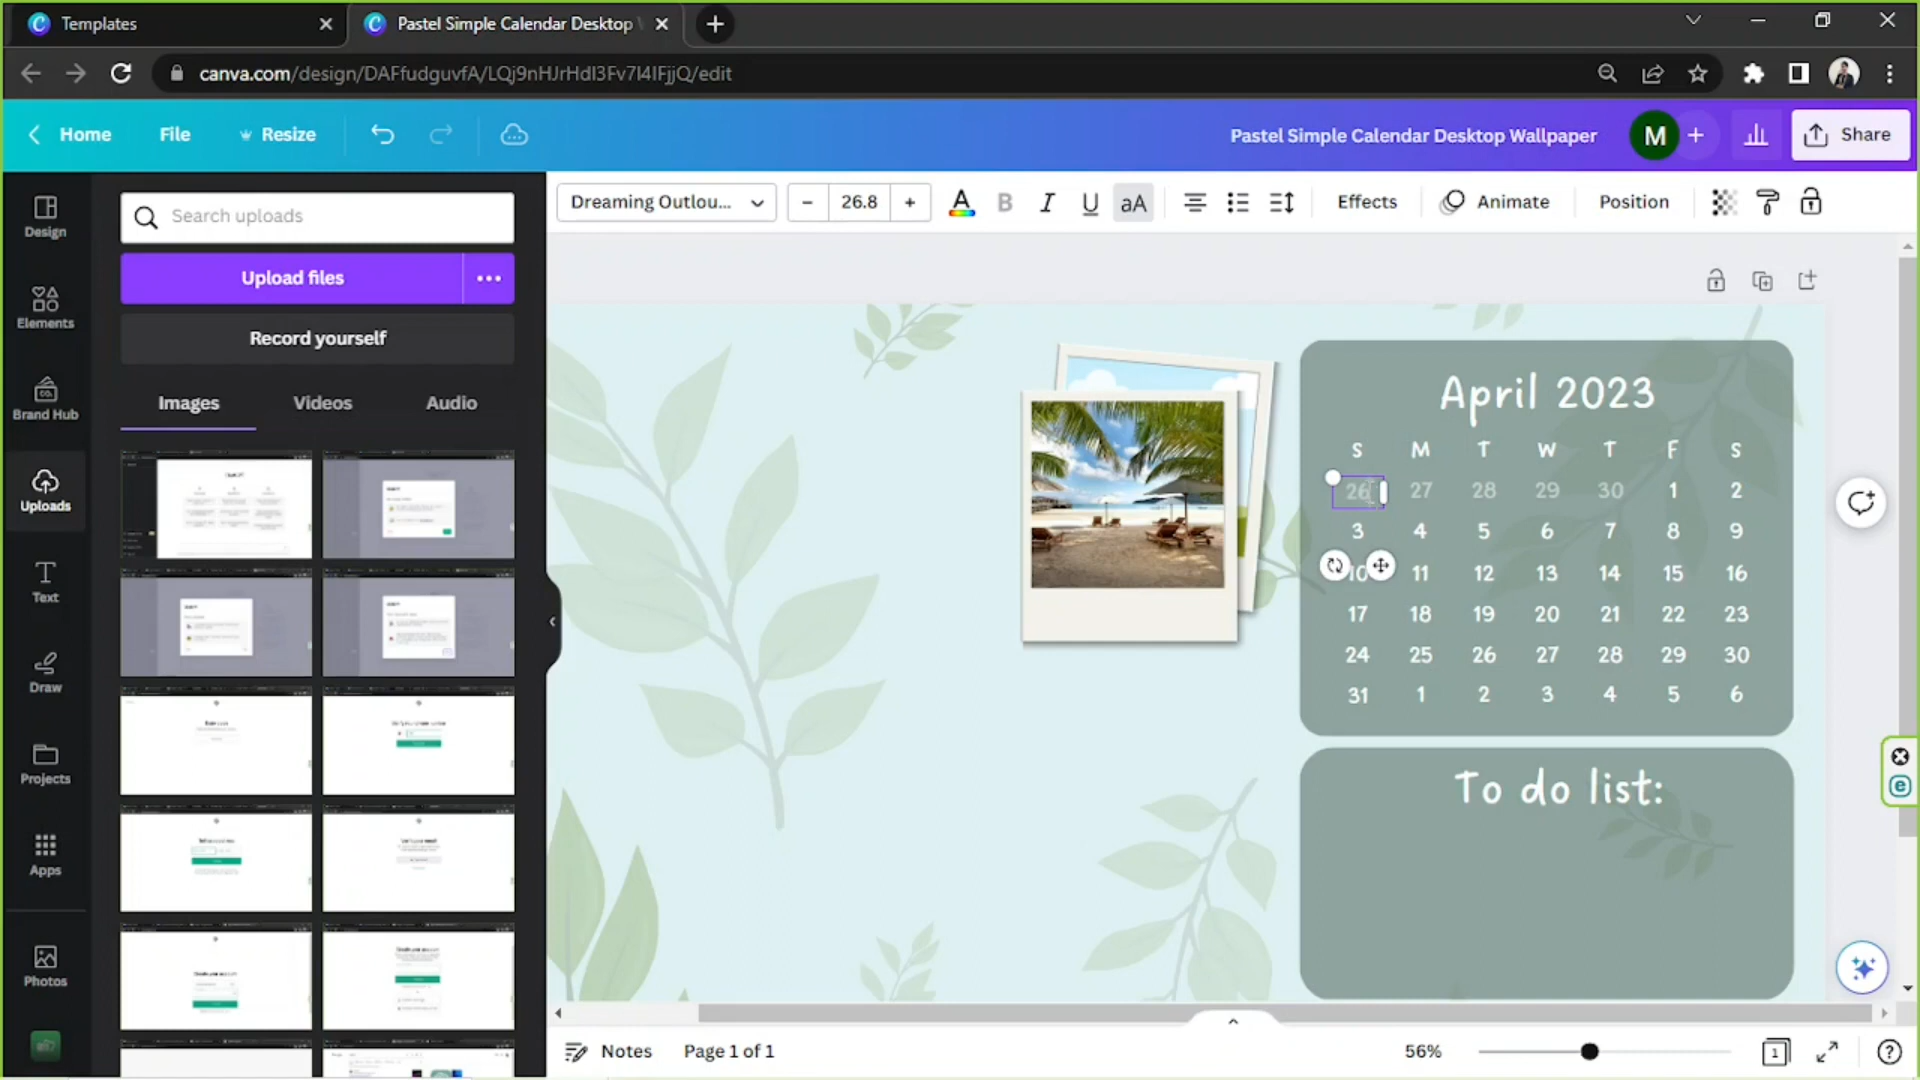 Templates
Pastel Simple Calendar Desktop
canva.com/design/DAFfudguvfA/LQj9nHJrHdI3Fv7I4IFjjQ/edit
Home
File
Resize
Pastel Simple Calendar Desktop Wallpaper
M
Share
Design
Elements
Brand Hub
Uploads
Text
Draw
Projects
Apps
Photos
Search uploads
Upload files
Record yourself
Images
Videos
Audio
Dreaming Outlou...
26.8
A
B
I
U
aA
Effects
Animate
Position
April 2023
S M T W T F S
26 27 28 29 30 1 2
3 4 5 6 7 8 9
10 11 12 13 14 15 16
17 18 19 20 21 22 23
24 25 26 27 28 29 30
31 1 2 3 4 5 6
To do list:
Notes
Page 1 of 1
56%
1